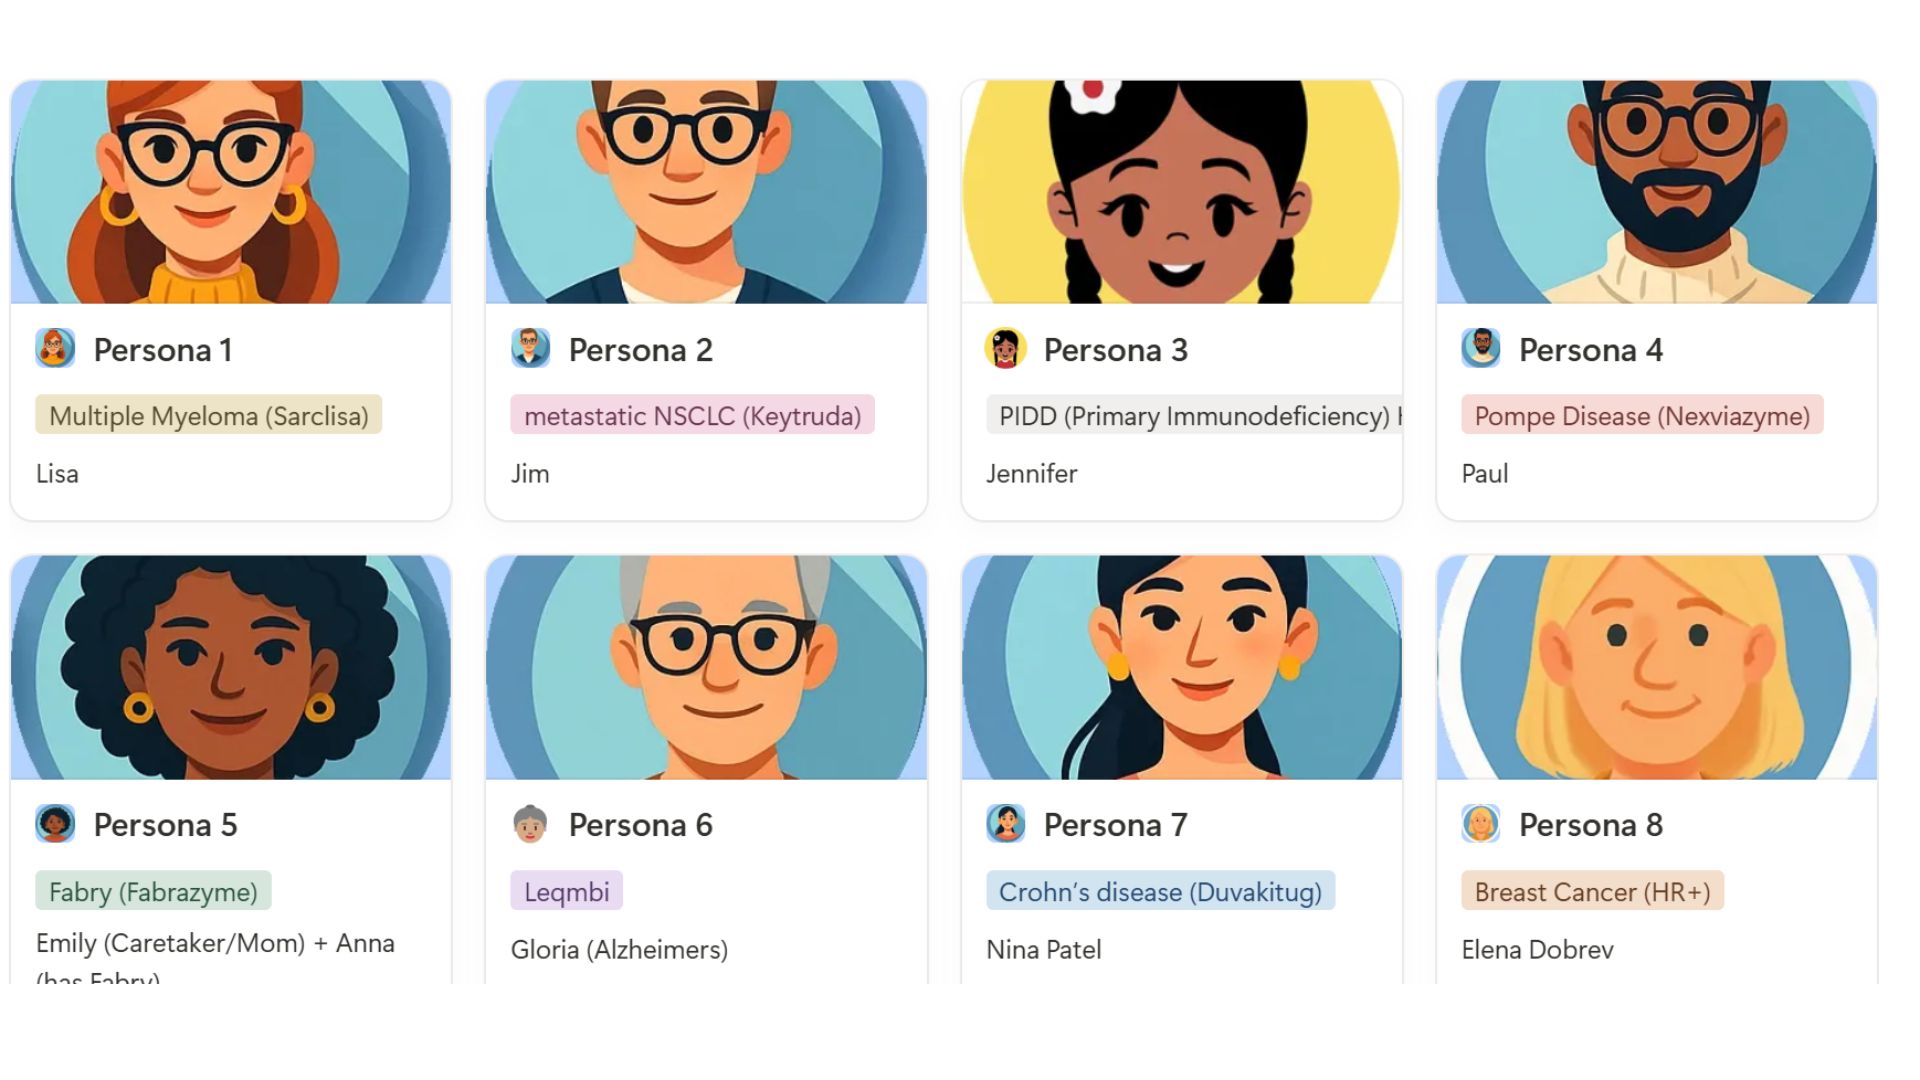 Persona 1
Multiple Myeloma (Sarclisa)
Lisa
Persona 2
metastatic NSCLC (Keytruda)
Jim
Persona 3
PIDD (Primary Immunodeficiency)
Jennifer
Persona 4
Pompe Disease (Nexviazyme)
Paul
Persona 5
Fabry (Fabrazyme)
Emily (Caretaker/Mom) + Anna
(has Fabry)
Persona 6
Leqmbi
Gloria (Alzheimers)
Persona 7
Crohn’s disease (Duvakitug)
Nina Patel
Persona 8
Breast Cancer (HR+)
Elena Dobrev